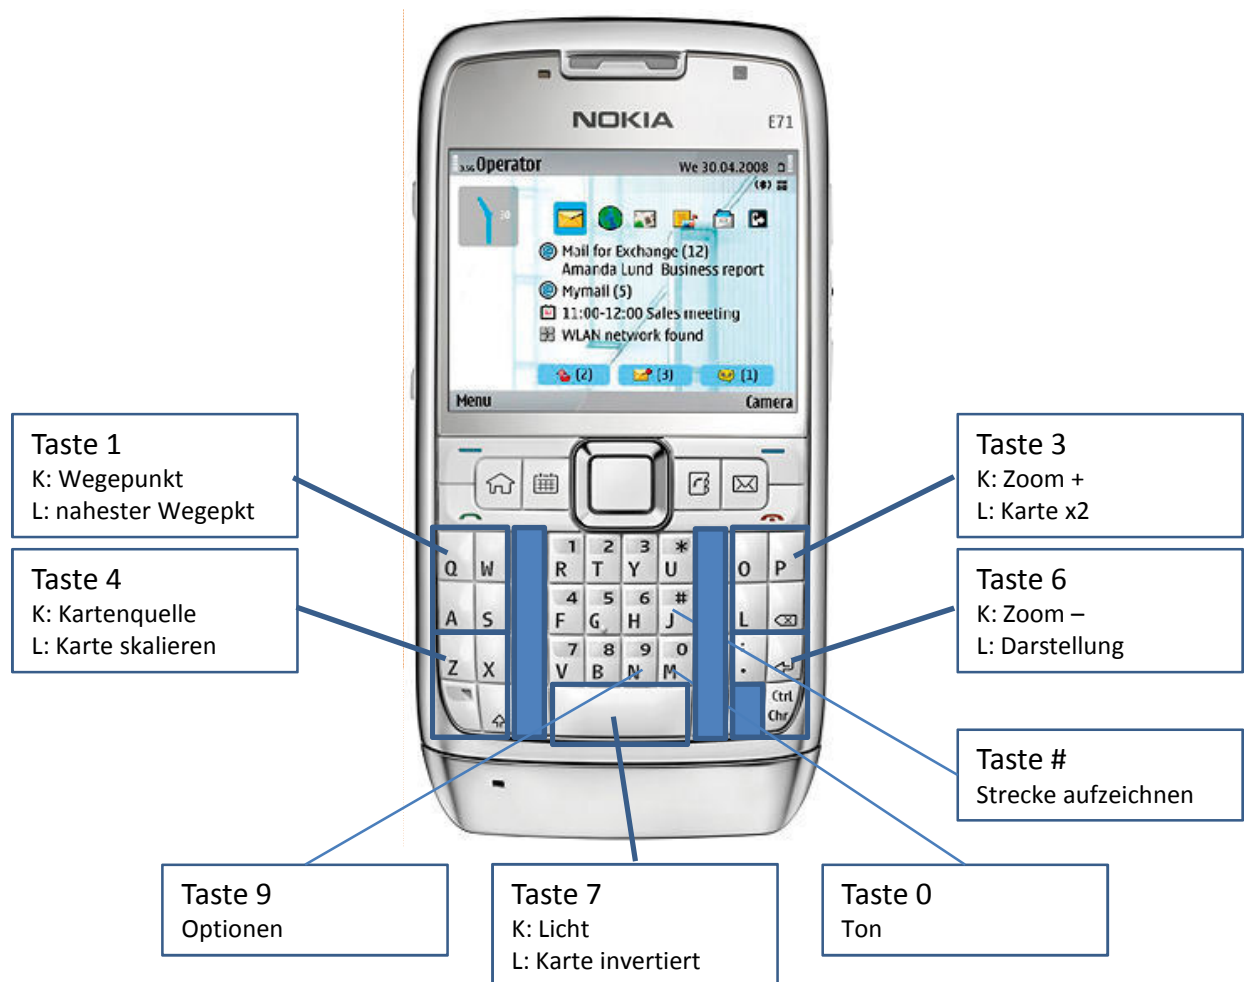 NOKIA
E71
3.5G Operator
We 30.04.2008
Mail for Exchange (12)
Amanda Lund Business report
Mymail (5)
11:00-12:00 Sales meeting
WLAN network found
(2)
(3)
(1)
Menu
Camera
Taste 1
K: Wegepunkt
L: nahester Wegepkt
Taste 4
K: Kartenquelle
L: Karte skalieren
Taste 3
K: Zoom +
L: Karte x2
Taste 6
K: Zoom –
L: Darstellung
Taste #
Strecke aufzeichnen
1 2 3 *
Q W R T Y U O P
4 5 6 #
A S F G H J L
7 8 9 0 :
Z X V B N M .
Ctrl
Chr
Taste 9
Optionen
Taste 7
K: Licht
L: Karte invertiert
Taste 0
Ton